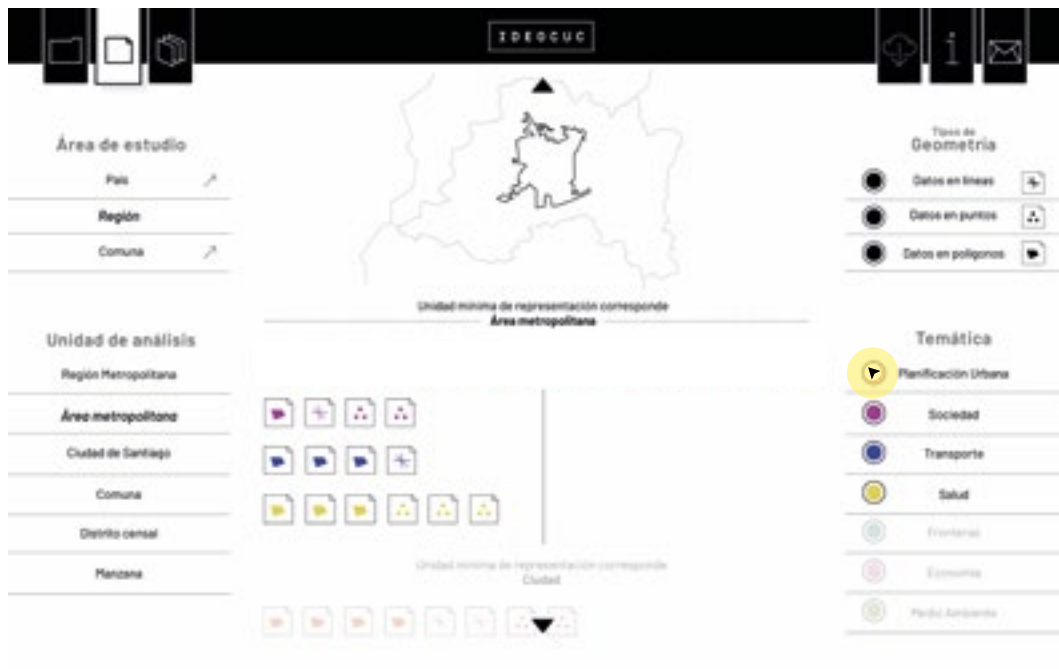 IDEOCUC
i
Área de estudio
País
Región
Comuna
Unidad de análisis
Región Metropolitana
Área metropolitana
Ciudad de Santiago
Comuna
Distrito censal
Manzana
Unidad mínima de representación corresponde
Área metropolitana
Unidad mínima de representación corresponde
Ciudad
Tipos de
Geometría
Datos en líneas
Datos en puntos
Datos en polígonos
Temática
Planificación Urbana
Sociedad
Transporte
Salud
Fronteras
Economía
Medio Ambiente